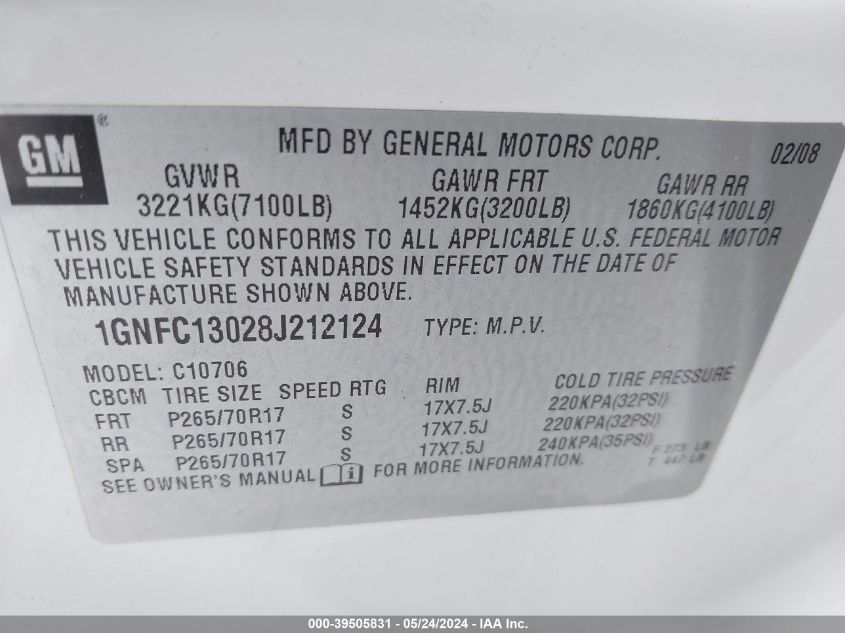 GM®
MFD BY GENERAL MOTORS CORP. 02/08
GVWR GAWR FRT GAWR RR
3221KG(7100LB) 1452KG(3200LB) 1860KG(4100LB)
THIS VEHICLE CONFORMS TO ALL APPLICABLE U.S. FEDERAL MOTOR
VEHICLE SAFETY STANDARDS IN EFFECT ON THE DATE OF
MANUFACTURE SHOWN ABOVE.
1GNFC13028J212124 TYPE: M.P.V.
MODEL: C10706
CBCM TIRE SIZE SPEED RTG RIM COLD TIRE PRESSURE
FRT P265/70R17 S 17X7.5J 220KPA(32PSI)
RR P265/70R17 S 17X7.5J 220KPA(32PSI)
SPA P265/70R17 S 17X7.5J 240KPA(35PSI)
F 273 LB
T 447 LB
SEE OWNER'S MANUAL i FOR MORE INFORMATION.
000-39505831 - 05/24/2024 - IAA Inc.